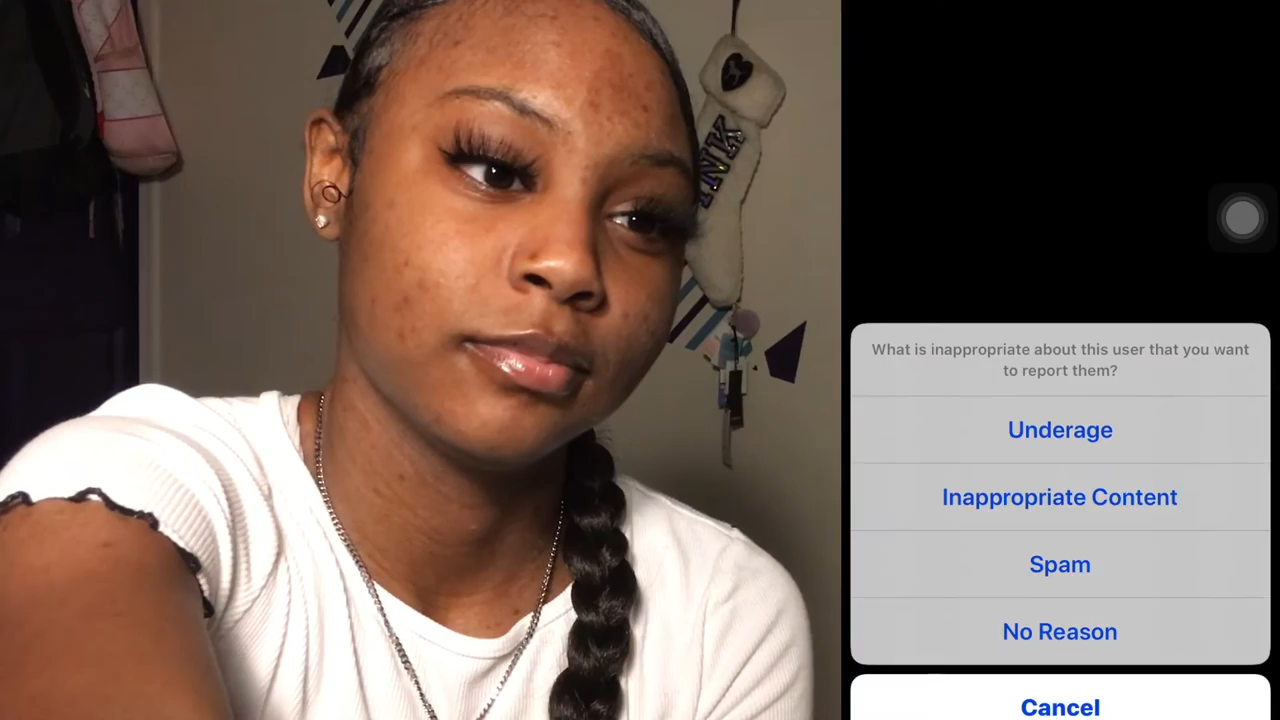 PINK
What is inappropriate about this user that you want
to report them?
Underage
Inappropriate Content
Spam
No Reason
Cancel